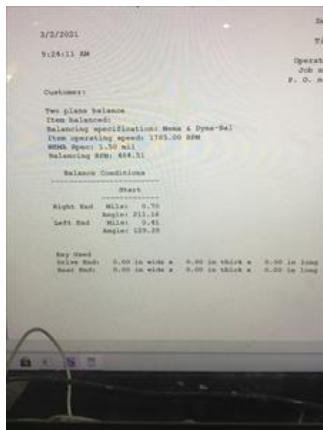 3/2/2021
9:24:11 AM
Operat
Job n
P. O. n
Customer:
Two plane balance
Item balanced:
Balancing specification: Nema & Dyna-Bal
Item operating speed: 1785.00 RPM
NEMA Spec: 1.50 mil
Balancing RPM: 484.51
Balance Conditions
Start
Right End Mils: 0.70
Angle: 211.16
Left End Mils: 0.41
Angle: 129.29
Key Used
Drive End: 0.00 in wide x 0.00 in thick x 0.00 in long
Rear End: 0.00 in wide x 0.00 in thick x 0.00 in long